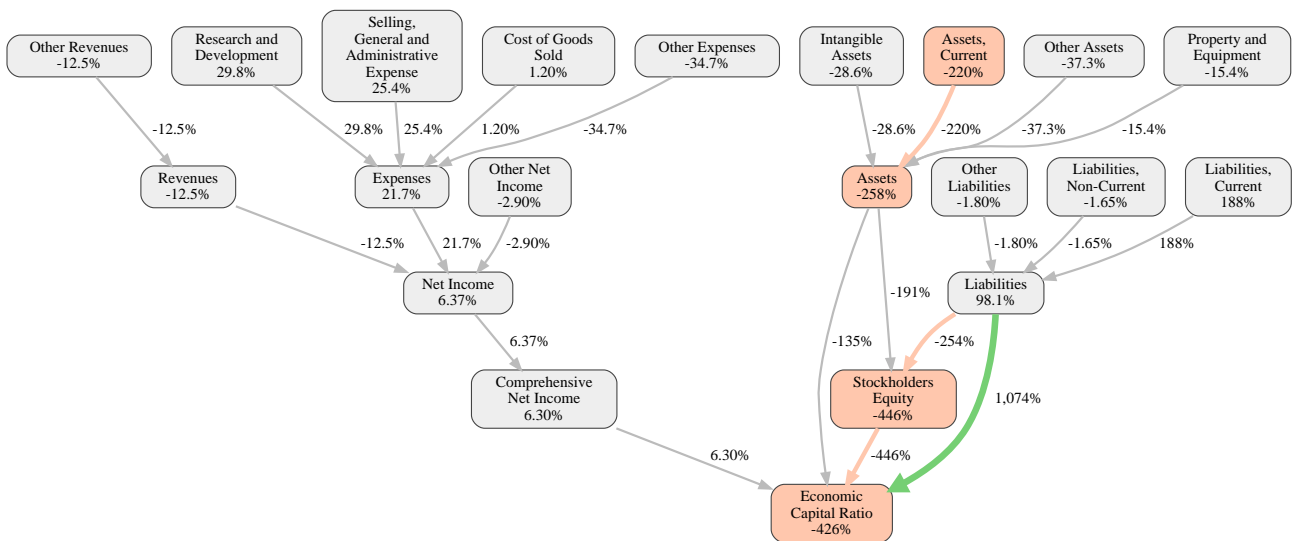 Other Revenues
-12.5%
Research and
Development
29.8%
Selling,
General and
Administrative
Expense
25.4%
Cost of Goods
Sold
1.20%
Other Expenses
-34.7%
Intangible
Assets
-28.6%
Assets,
Current
-220%
Other Assets
-37.3%
Property and
Equipment
-15.4%
-12.5%
29.8%
25.4%
1.20%
-34.7%
-28.6%
-220%
-37.3%
-15.4%
Revenues
-12.5%
Expenses
21.7%
Other Net
Income
-2.90%
Assets
-258%
Other
Liabilities
-1.80%
Liabilities,
Non-Current
-1.65%
Liabilities,
Current
188%
-12.5%
21.7%
-2.90%
-1.80%
-1.65%
188%
Net Income
6.37%
Liabilities
98.1%
-191%
6.37%
-135%
-254%
Comprehensive
Net Income
6.30%
Stockholders
Equity
-446%
1,074%
6.30%
-446%
Economic
Capital Ratio
-426%